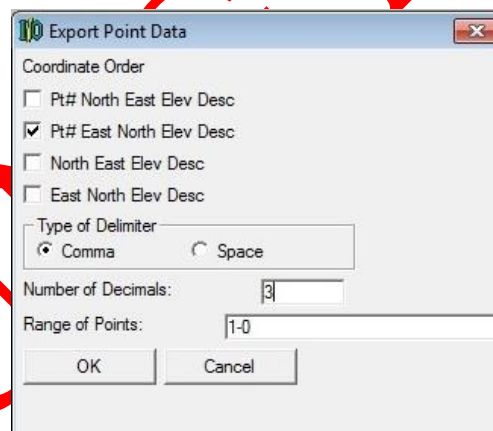 Export Point Data
Coordinate Order
Pt# North East Elev Desc
Pt# East North Elev Desc
North East Elev Desc
East North Elev Desc
Type of Delimiter
Comma Space
Number of Decimals: 3
Range of Points: 1-0
OK Cancel